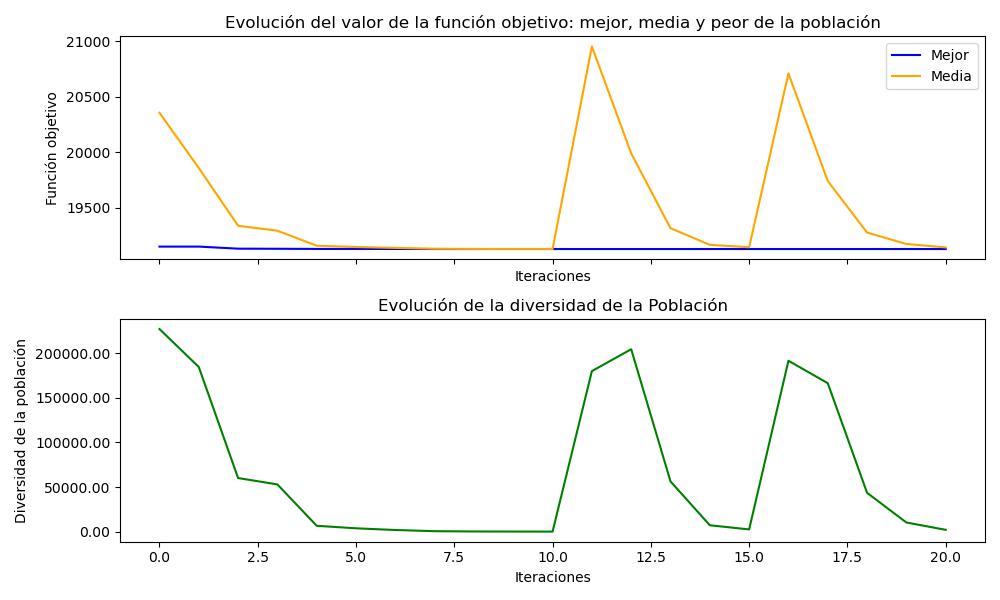 Evolución del valor de la función objetivo: mejor, media y peor de la población
21000
20500
20000
19500
Función objetivo
Mejor
Media
Iteraciones
Evolución de la diversidad de la Población
200000.00
150000.00
100000.00
50000.00
0.00
Diversidad de la población
0.0 2.5 5.0 7.5 10.0 12.5 15.0 17.5 20.0
Iteraciones